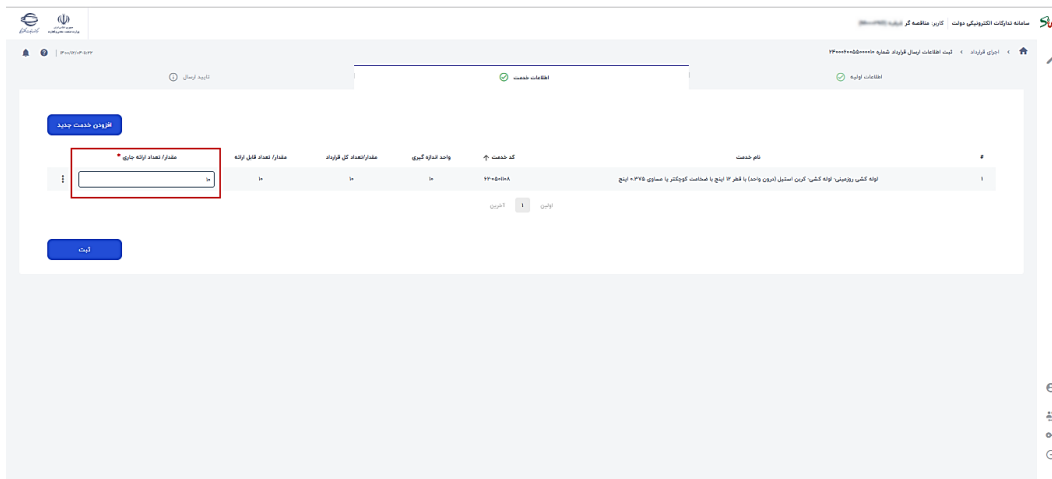 سامانه تدارکات الکترونیکی دولت | کاربر: مناقصه گر
اجرای قرارداد › ثبت اطلاعات ارسال قرارداد شماره
اطلاعات اولیه
اطلاعات خدمت
تایید ارسال
افزودن خدمت جدید
# نام خدمت کد خدمت ↑ واحد اندازه گیری مقدار/تعداد کل قرارداد مقدار/ تعداد قابل ارائه مقدار/ تعداد ارائه جاری *
۱ لوله کشی روزمینی- لوله کشی- کربن استیل (درون واحد) با قطر ۱۲ اینچ با ضخامت کوچکتر یا مساوی ۰.۳۷۵ اینچ ۱۰ ۱۰ ۱۰ ۱۰
اولین ۱ آخرین
ثبت